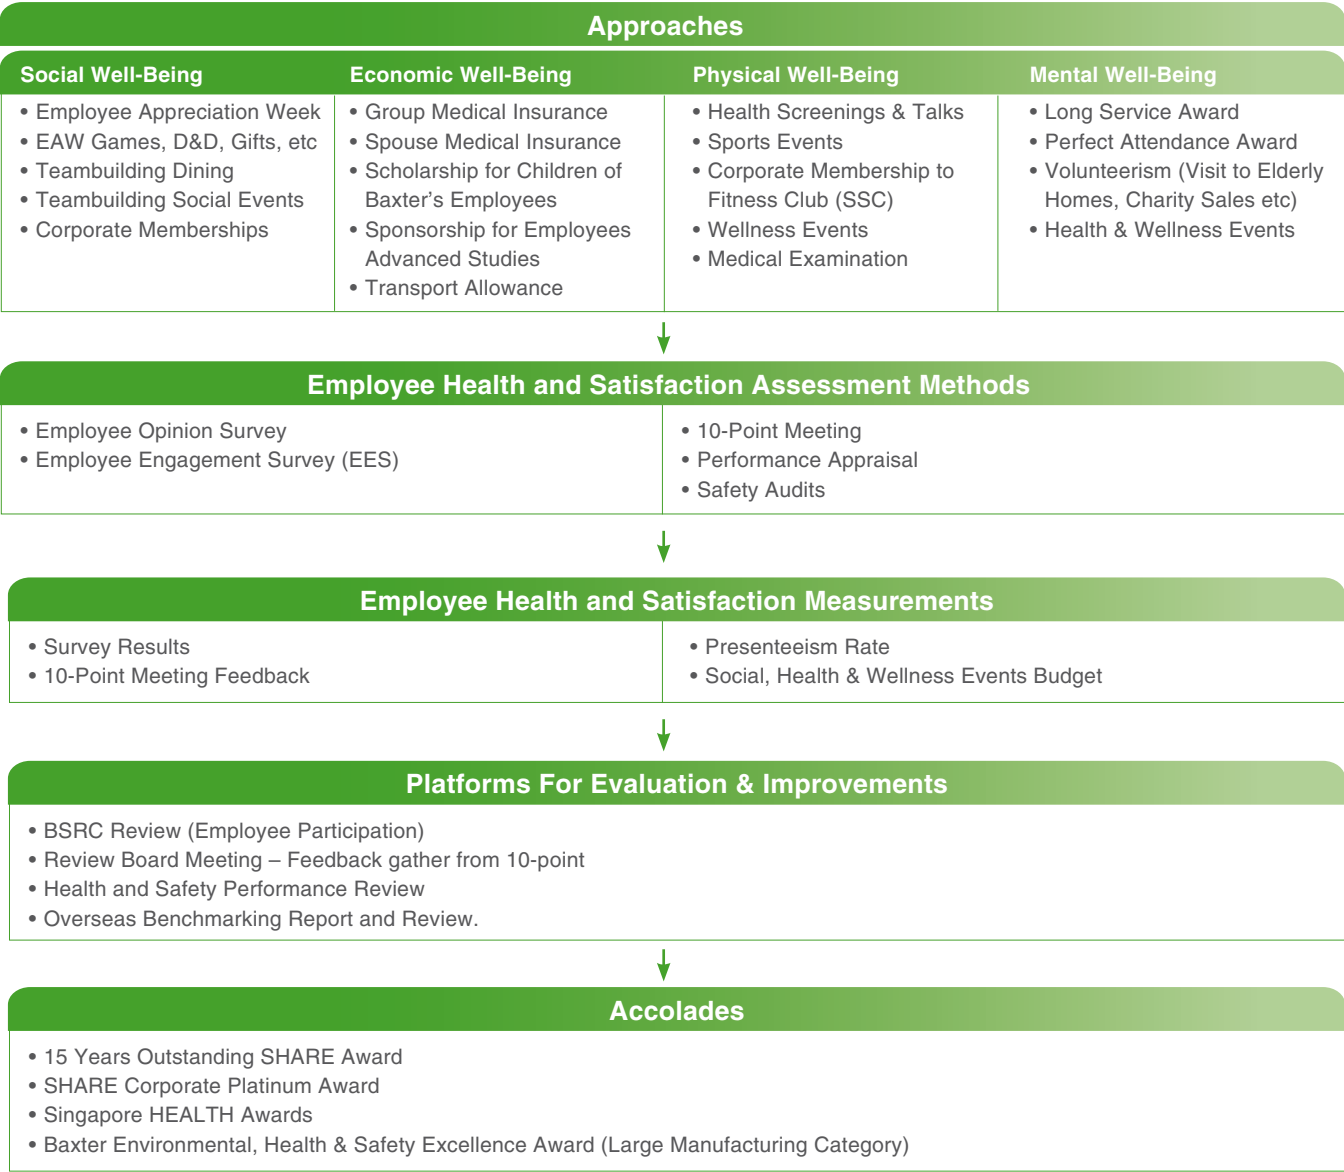 Approaches
Social Well-Being
• Employee Appreciation Week
• EAW Games, D&D, Gifts, etc
• Teambuilding Dining
• Teambuilding Social Events
• Corporate Memberships
Economic Well-Being
• Group Medical Insurance
• Spouse Medical Insurance
• Scholarship for Children of
Baxter's Employees
• Sponsorship for Employees
Advanced Studies
• Transport Allowance
Physical Well-Being
• Health Screenings & Talks
• Sports Events
• Corporate Membership to
Fitness Club (SSC)
• Wellness Events
• Medical Examination
Mental Well-Being
• Long Service Award
• Perfect Attendance Award
• Volunteerism (Visit to Elderly
Homes, Charity Sales etc)
• Health & Wellness Events
Employee Health and Satisfaction Assessment Methods
• Employee Opinion Survey
• Employee Engagement Survey (EES)
• 10-Point Meeting
• Performance Appraisal
• Safety Audits
Employee Health and Satisfaction Measurements
• Survey Results
• 10-Point Meeting Feedback
• Presenteeism Rate
• Social, Health & Wellness Events Budget
Platforms For Evaluation & Improvements
• BSRC Review (Employee Participation)
• Review Board Meeting – Feedback gather from 10-point
• Health and Safety Performance Review
• Overseas Benchmarking Report and Review.
Accolades
• 15 Years Outstanding SHARE Award
• SHARE Corporate Platinum Award
• Singapore HEALTH Awards
• Baxter Environmental, Health & Safety Excellence Award (Large Manufacturing Category)